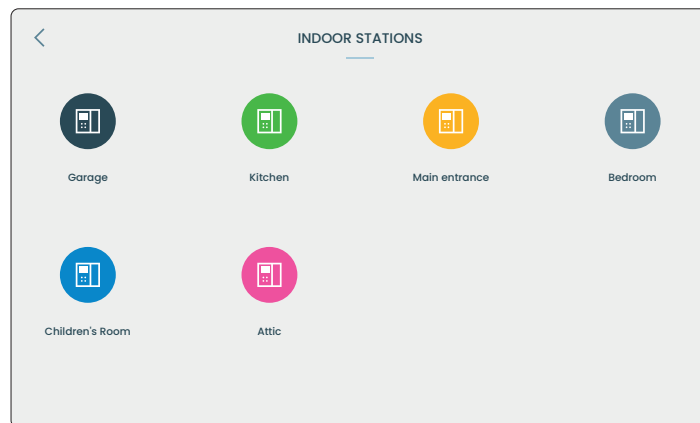 INDOOR STATIONS
Garage
Kitchen
Main entrance
Bedroom
Children's Room
Attic